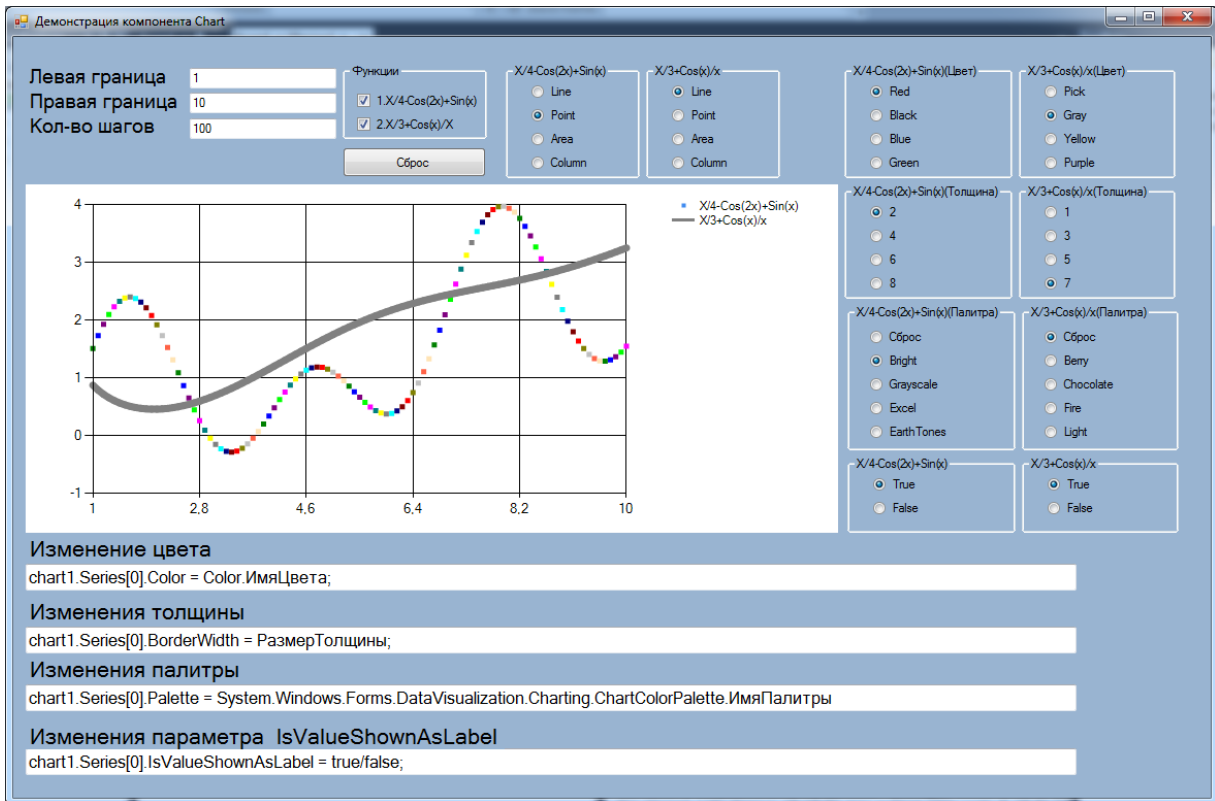 Демонстрация компонента Chart
Левая граница
1
Правая граница
10
Кол-во шагов
100
Функции
1.X/4-Cos(2x)+Sin(x)
2.X/3+Cos(x)/X
Сброс
X/4-Cos(2x)+Sin(x)
Line
Point
Area
Column
X/3+Cos(x)/x
Line
Point
Area
Column
X/4-Cos(2x)+Sin(x)(Цвет)
Red
Black
Blue
Green
X/3+Cos(x)/x(Цвет)
Pick
Gray
Yellow
Purple
4
3
2
1
0
-1
1
2,8
4,6
6,4
8,2
10
X/4-Cos(2x)+Sin(x)
X/3+Cos(x)/x
X/4-Cos(2x)+Sin(x)(Толщина)
2
4
6
8
X/3+Cos(x)/x(Толщина)
1
3
5
7
X/4-Cos(2x)+Sin(x)(Палитра)
Сброс
Bright
Grayscale
Excel
EarthTones
X/3+Cos(x)/x(Палитра)
Сброс
Berry
Chocolate
Fire
Light
X/4-Cos(2x)+Sin(x)
True
False
X/3+Cos(x)/x
True
False
Изменение цвета
chart1.Series[0].Color = Color.ИмяЦвета;
Изменения толщины
chart1.Series[0].BorderWidth = РазмерТолщины;
Изменения палитры
chart1.Series[0].Palette = System.Windows.Forms.DataVisualization.Charting.ChartColorPalette.ИмяПалитры
Изменения параметра IsValueShownAsLabel
chart1.Series[0].IsValueShownAsLabel = true/false;